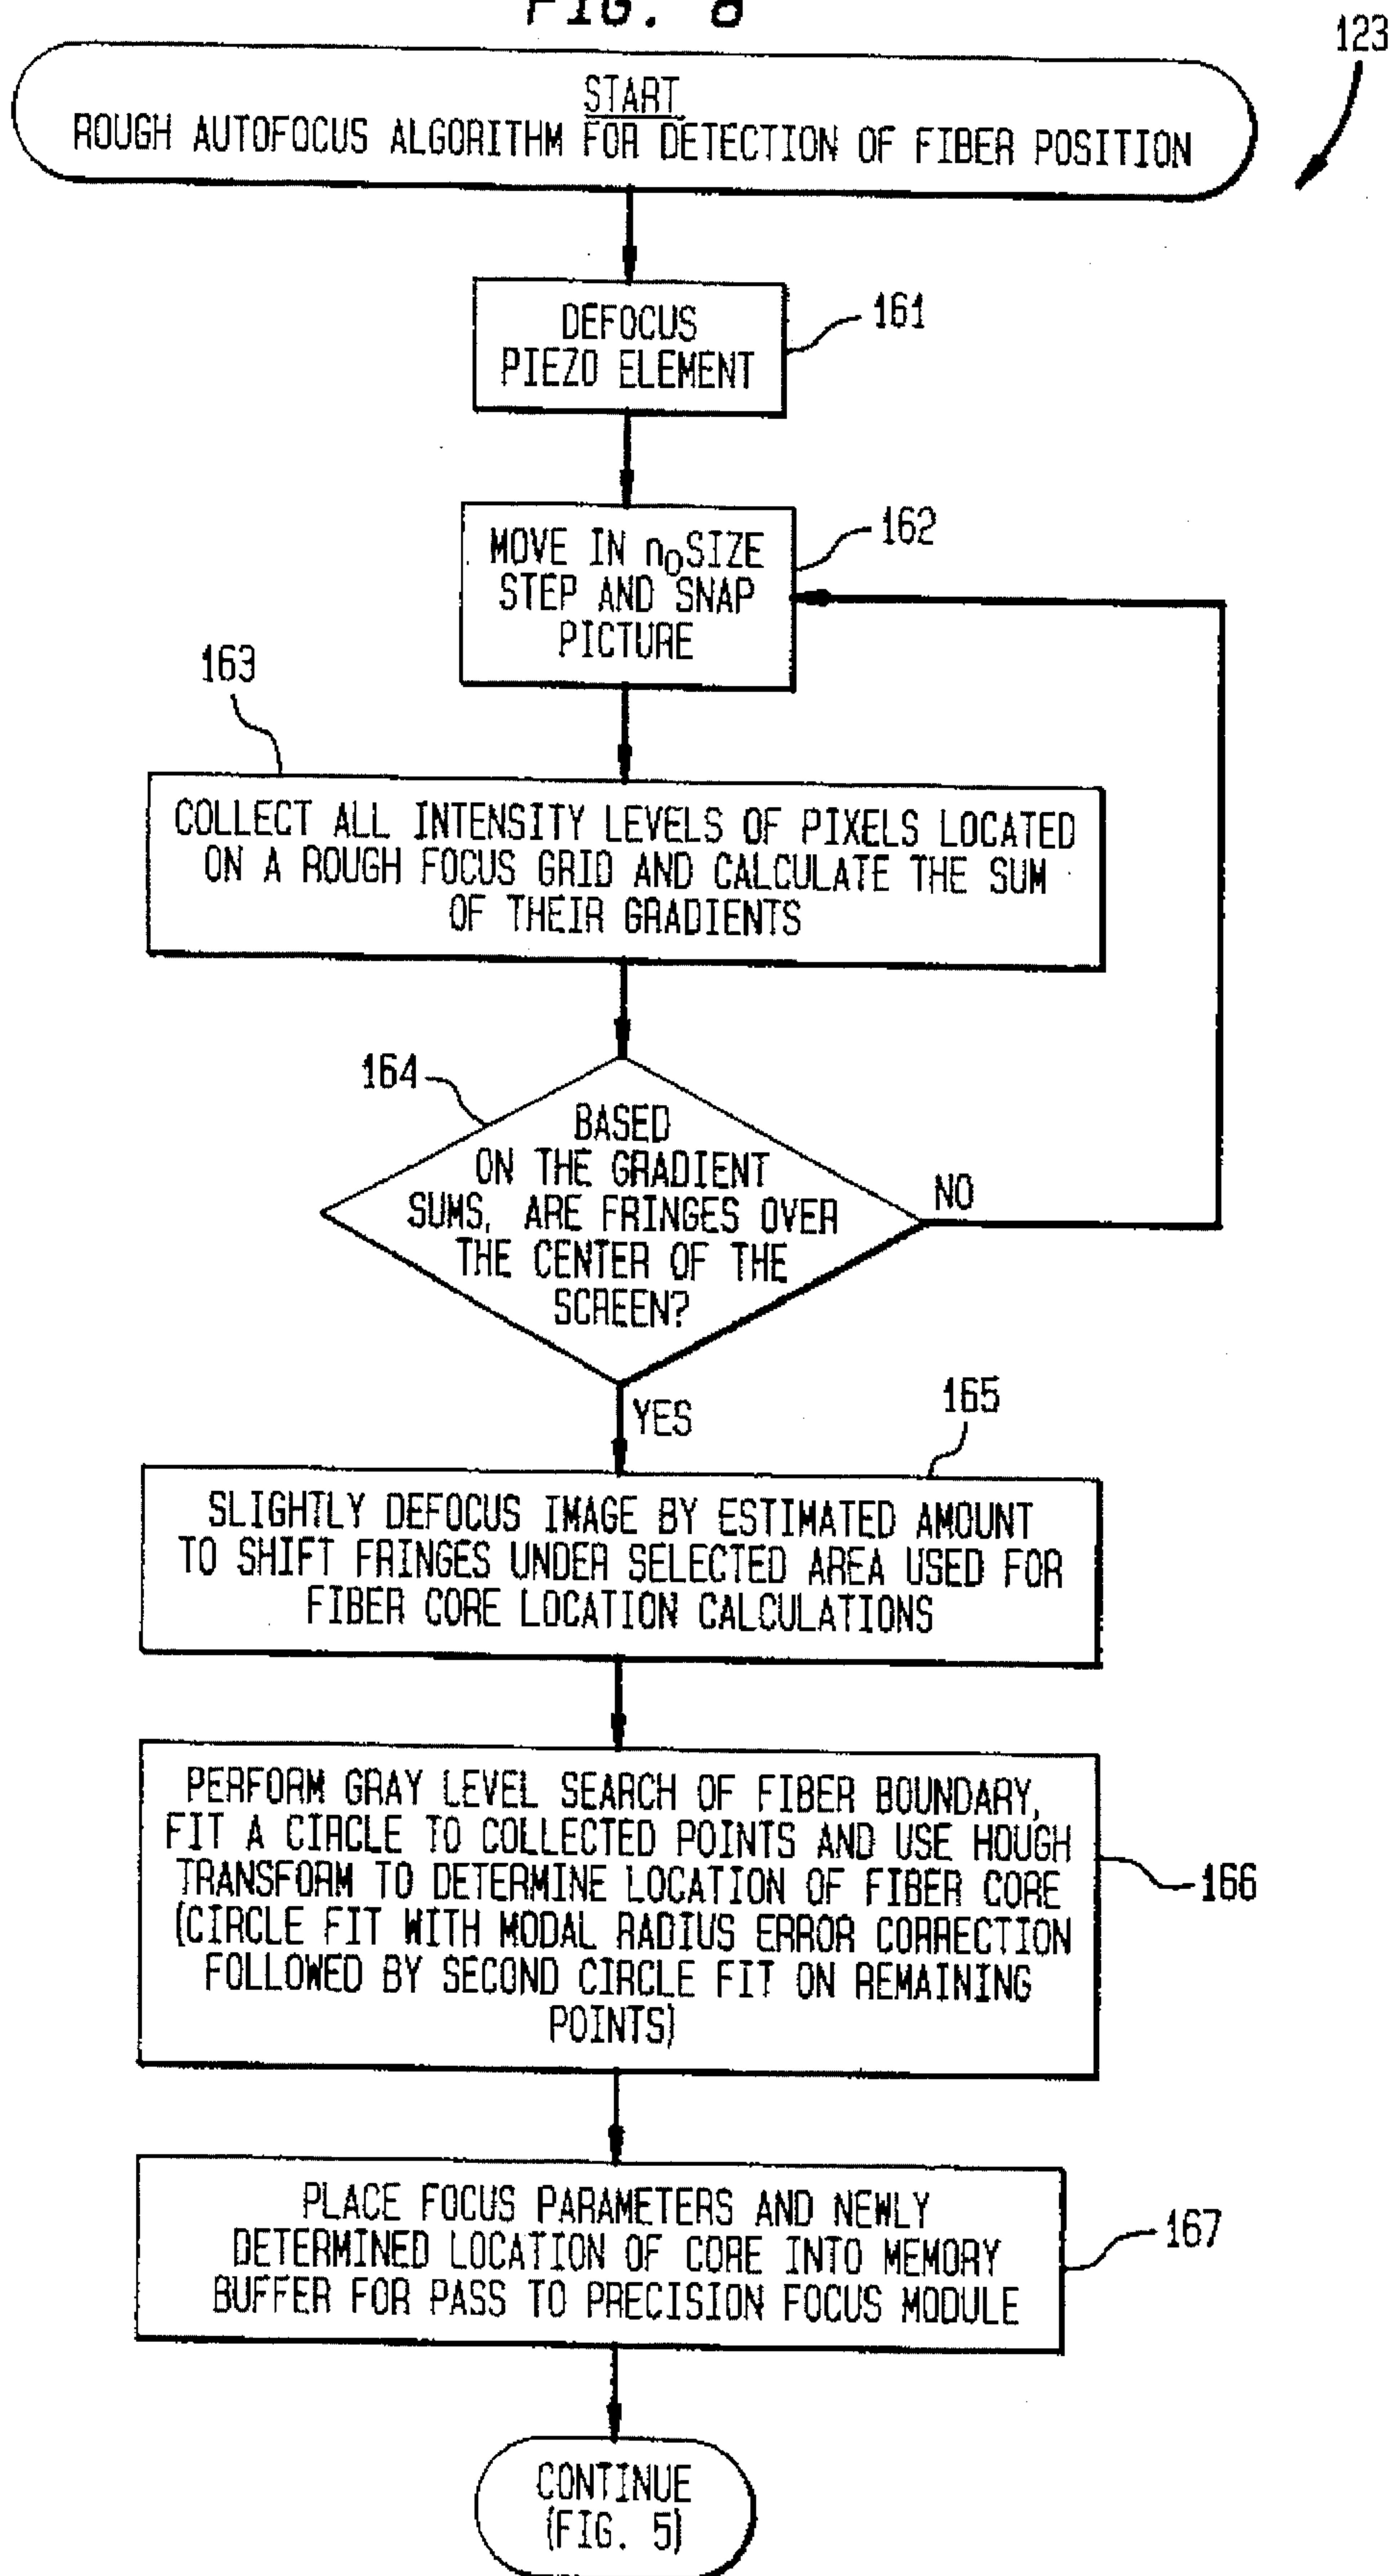 FIG. 8
123
START
ROUGH AUTOFOCUS ALGORITHM FOR DETECTION OF FIBER POSITION
DEFOCUS
PIEZO ELEMENT
161
MOVE IN n0SIZE
STEP AND SNAP
PICTURE
162
163
COLLECT ALL INTENSITY LEVELS OF PIXELS LOCATED
ON A ROUGH FOCUS GRID AND CALCULATE THE SUM
OF THEIR GRADIENTS
164
BASED
ON THE GRADIENT
SUMS, ARE FRINGES OVER
THE CENTER OF THE
SCREEN?
NO
YES
165
SLIGHTLY DEFOCUS IMAGE BY ESTIMATED AMOUNT
TO SHIFT FRINGES UNDER SELECTED AREA USED FOR
FIBER CORE LOCATION CALCULATIONS
PERFORM GRAY LEVEL SEARCH OF FIBER BOUNDARY,
FIT A CIRCLE TO COLLECTED POINTS AND USE HOUGH
TRANSFORM TO DETERMINE LOCATION OF FIBER CORE
(CIRCLE FIT WITH MODAL RADIUS ERROR CORRECTION
FOLLOWED BY SECOND CIRCLE FIT ON REMAINING
POINTS)
166
PLACE FOCUS PARAMETERS AND NEWLY
DETERMINED LOCATION OF CORE INTO MEMORY
BUFFER FOR PASS TO PRECISION FOCUS MODULE
167
CONTINUE
(FIG. 5)